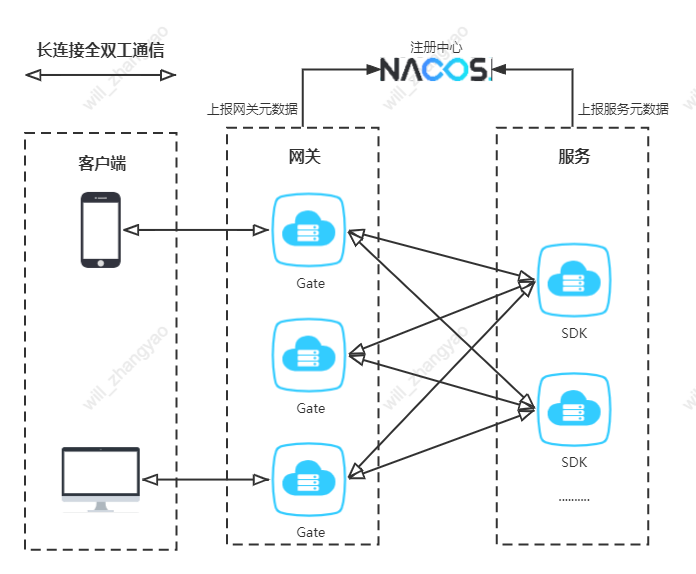 长连接全双工通信
注册中心
NACOS.
上报网关元数据
上报服务元数据
客户端
网关
服务
Gate
SDK
Gate
SDK
..........
Gate
will_zhangyao
will_zhangyao
will_zhangyao
will_zhangyao